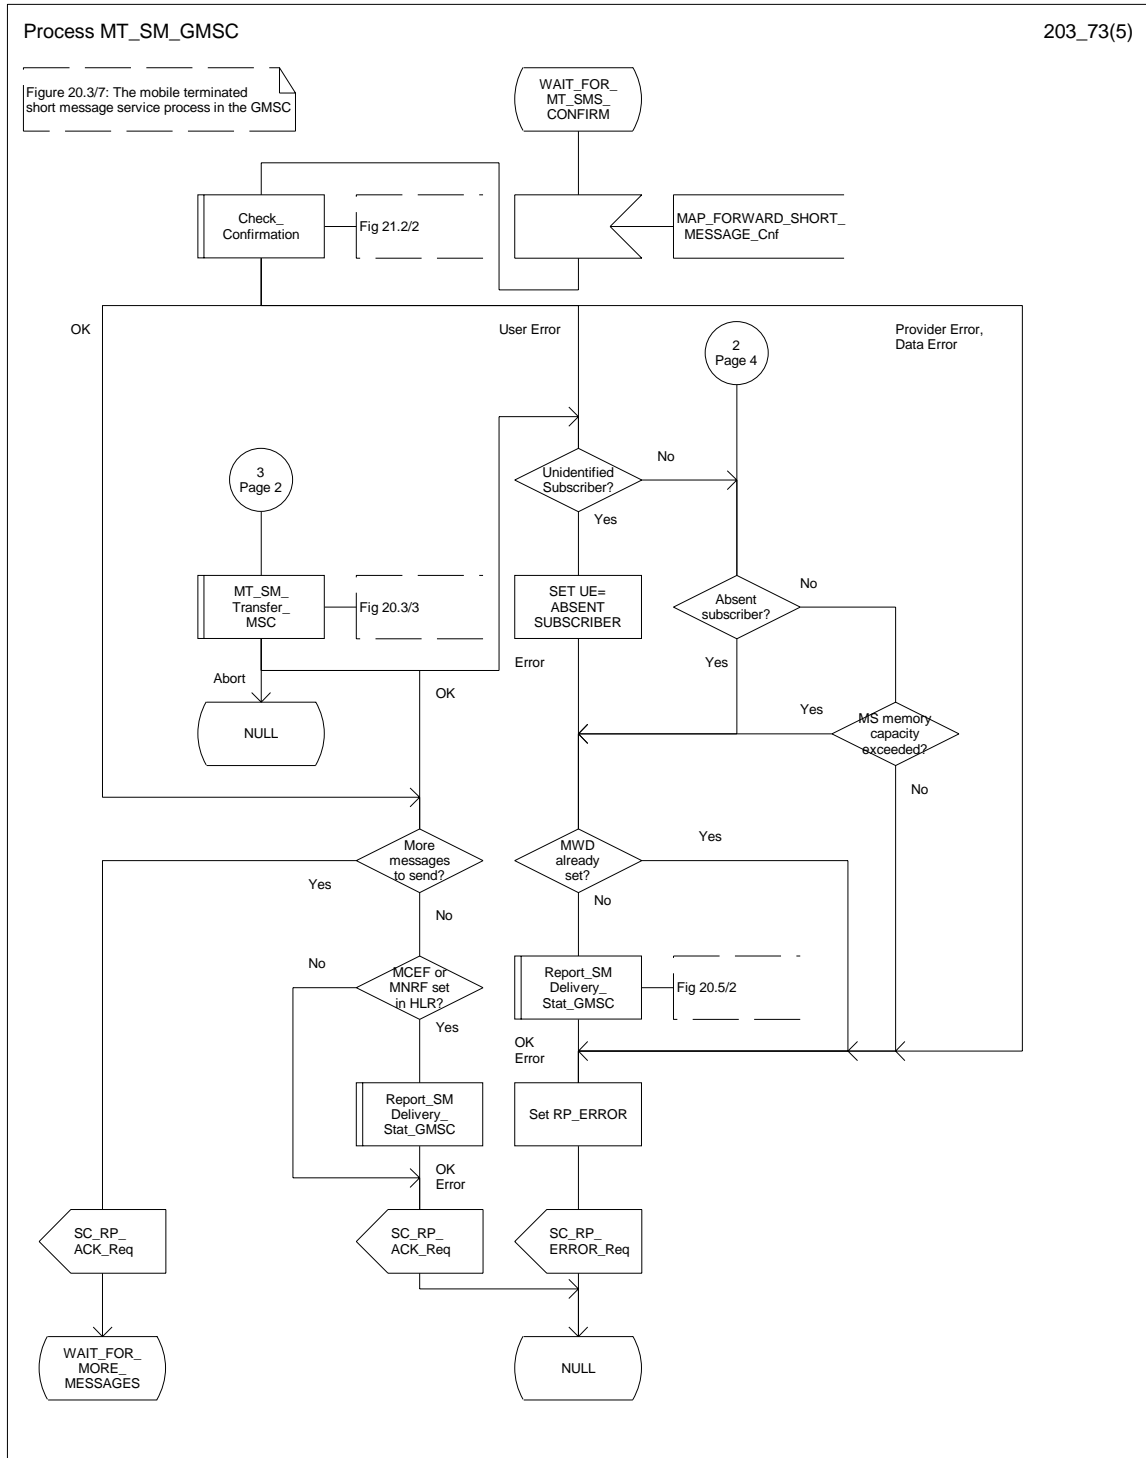 Process MT_SM_GMSC
203_73(5)
Figure 20.3/7: The mobile terminated
short message service process in the GMSC
WAIT_FOR_
MT_SMS_
CONFIRM
Check_
Confirmation
Fig 21.2/2
MAP_FORWARD_SHORT_
MESSAGE_Cnf
OK
User Error
Provider Error,
Data Error
2
Page 4
3
Page 2
Unidentified
Subscriber?
No
Yes
MT_SM_
Transfer_
MSC
Fig 20.3/3
SET UE=
ABSENT
SUBSCRIBER
Absent
subscriber?
No
Yes
Error
Abort
OK
NULL
Yes
MS memory
capacity
exceeded?
No
More
messages
to send?
Yes
No
MWD
already
set?
Yes
No
No
MCEF or
MNRF set
in HLR?
Yes
Report_SM
Delivery_
Stat_GMSC
Fig 20.5/2
OK
Error
Report_SM
Delivery_
Stat_GMSC
Set RP_ERROR
OK
Error
SC_RP_
ACK_Req
SC_RP_
ACK_Req
SC_RP_
ERROR_Req
WAIT_FOR_
MORE_
MESSAGES
NULL